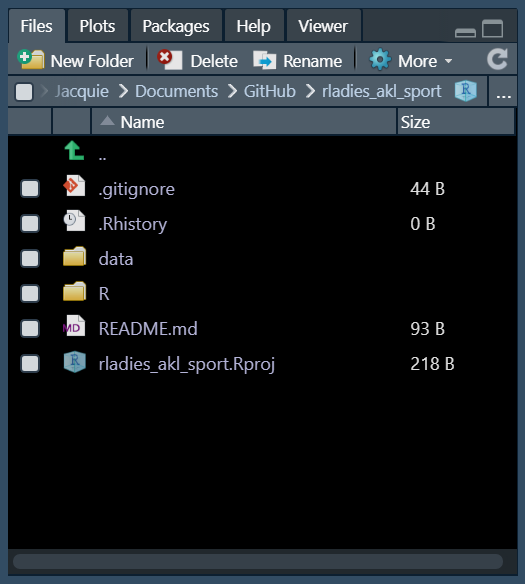 Files Plots Packages Help Viewer
New Folder Delete Rename More
Jacquie Documents GitHub rladies_akl_sport R ...
Name Size
..
.gitignore 44 B
.Rhistory 0 B
data
R
MD README.md 93 B
R rladies_akl_sport.Rproj 218 B